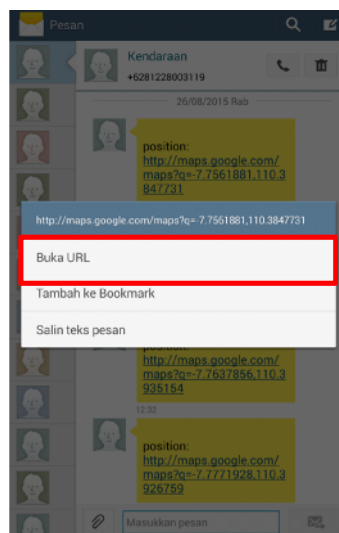 Pesan
Kendaraan
+6281228003119
26/08/2015 Rab
position:
http://maps.google.com/
maps?q=-7.7561881,110.3
847731
http://maps.google.com/maps?q=-7.7561881,110.3847731
Buka URL
Tambah ke Bookmark
Salin teks pesan
position:
http://maps.google.com/
maps?q=-7.7637856,110.3
935154
12:32
position:
http://maps.google.com/
maps?q=-7.7771928,110.3
926759
Masukkan pesan